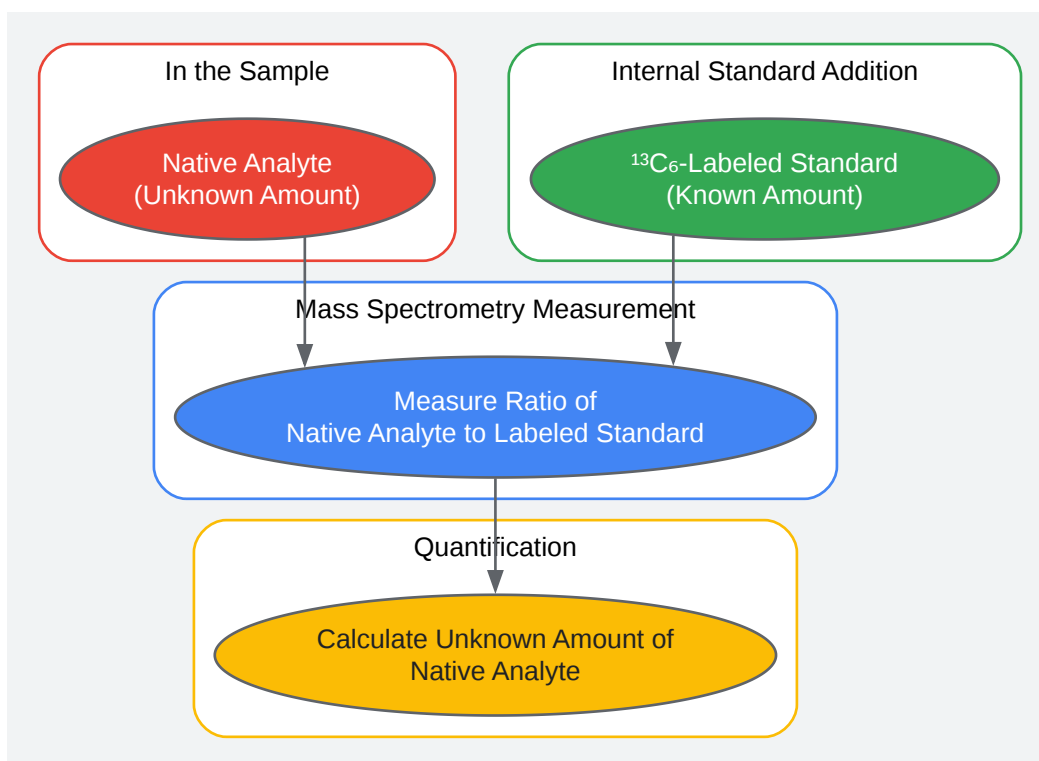 In the Sample
Native Analyte
(Unknown Amount)
Internal Standard Addition
¹³C₆-Labeled Standard
(Known Amount)
Mass Spectrometry Measurement
Measure Ratio of
Native Analyte to Labeled Standard
Quantification
Calculate Unknown Amount of
Native Analyte